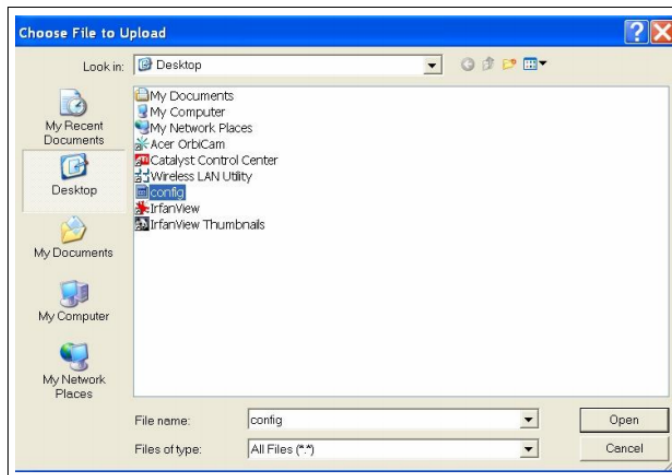 Choose File to Upload
Look in:
Desktop
My Recent
Documents
Desktop
My Documents
My Computer
My Network
Places
My Documents
My Computer
My Network Places
Acer OrbiCam
Catalyst Control Center
Wireless LAN Utility
config
IrfanView
IrfanView Thumbnails
File name:
config
Open
Files of type:
All Files (*.*)
Cancel